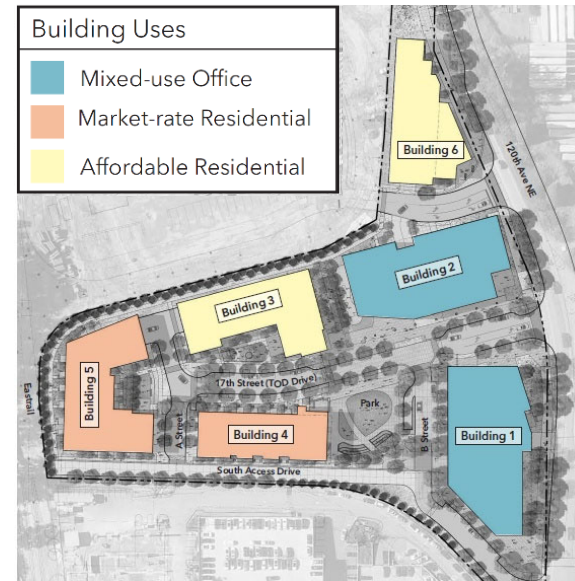 Building Uses
Mixed-use Office
Market-rate Residential
Affordable Residential
Building 6
120th Ave NE
Building 2
Building 3
Building 5
17th Street (TOD Drive)
Eastrail
A Street
Park
Building 4
B Street
Building 1
South Access Drive